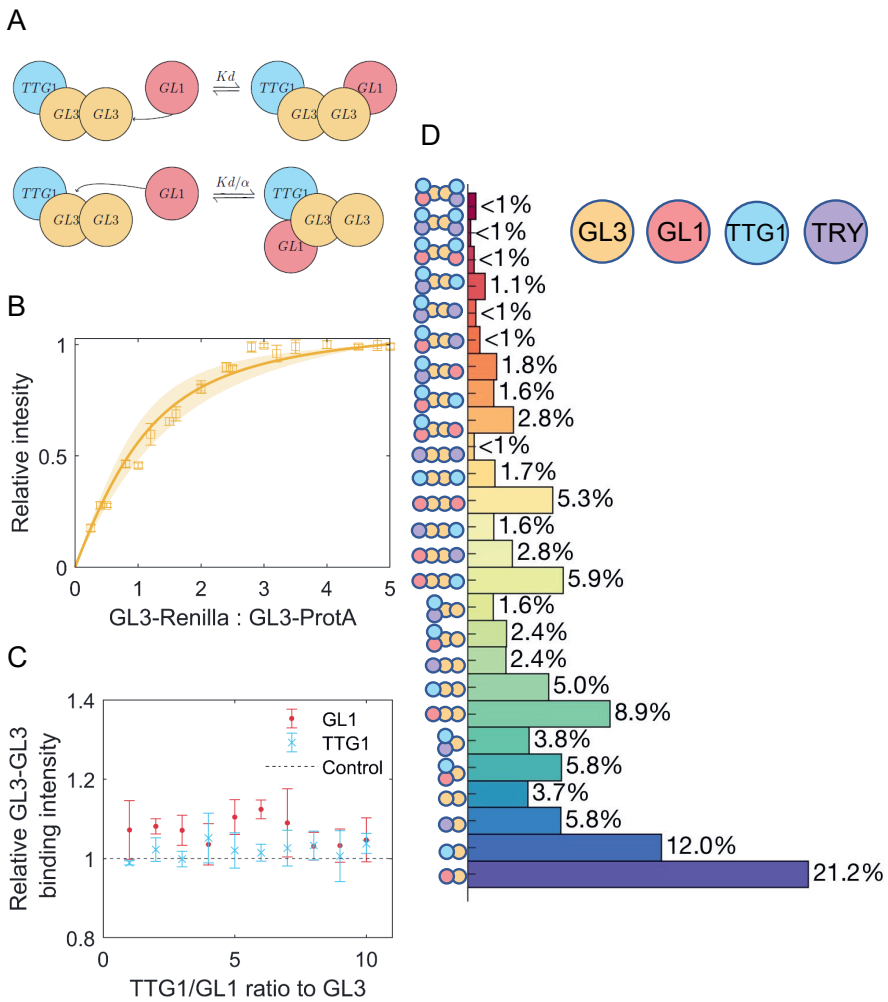 A
TTG1 GL3 GL3 GL1 Kd TTG1 GL3 GL3 GL1
TTG1 GL3 GL3 GL1 Kd/α TTG1 GL1 GL3 GL3
B
Relative intesity
1
0.5
0
0 1 2 3 4 5
GL3-Renilla : GL3-ProtA
C
Relative GL3-GL3
binding intensity
1.4
1.2
1
0.8
GL1
TTG1
Control
0 5 10
TTG1/GL1 ratio to GL3
D
GL3 GL1 TTG1 TRY
<1%
<1%
<1%
1.1%
<1%
<1%
1.8%
1.6%
2.8%
<1%
1.7%
5.3%
1.6%
2.8%
5.9%
1.6%
2.4%
2.4%
5.0%
8.9%
3.8%
5.8%
3.7%
5.8%
12.0%
21.2%